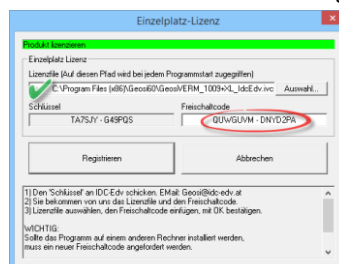 Einzelplatz-Lizenz
Produkt lizenzieren
Einzelplatz Lizenz
Lizenzfile (Auf diesen Pfad wird bei jedem Programmstart zugegriffen)
C:\Program Files (x86)\Geosi60\GeosiVERM_1009+XL_IdcEdv.ivc Auswahl...
Schlüssel Freischaltcode
TA7SJY - G49PQS QUWGUVM - DNYD2PA
Registrieren Abbrechen
1) Den 'Schlüssel' an IDC-Edv schicken. EMail: Geosi@idc-edv.at
2) Sie bekommen von uns das Lizenzfile und den Freischaltcode.
3) Lizenzfile auswählen, den Freischaltcode einfügen, mit OK bestätigen.
WICHTIG:
Sollte das Programm auf einem anderen Rechner installiert werden,
muss ein neuer Freischaltcode angefordert werden.